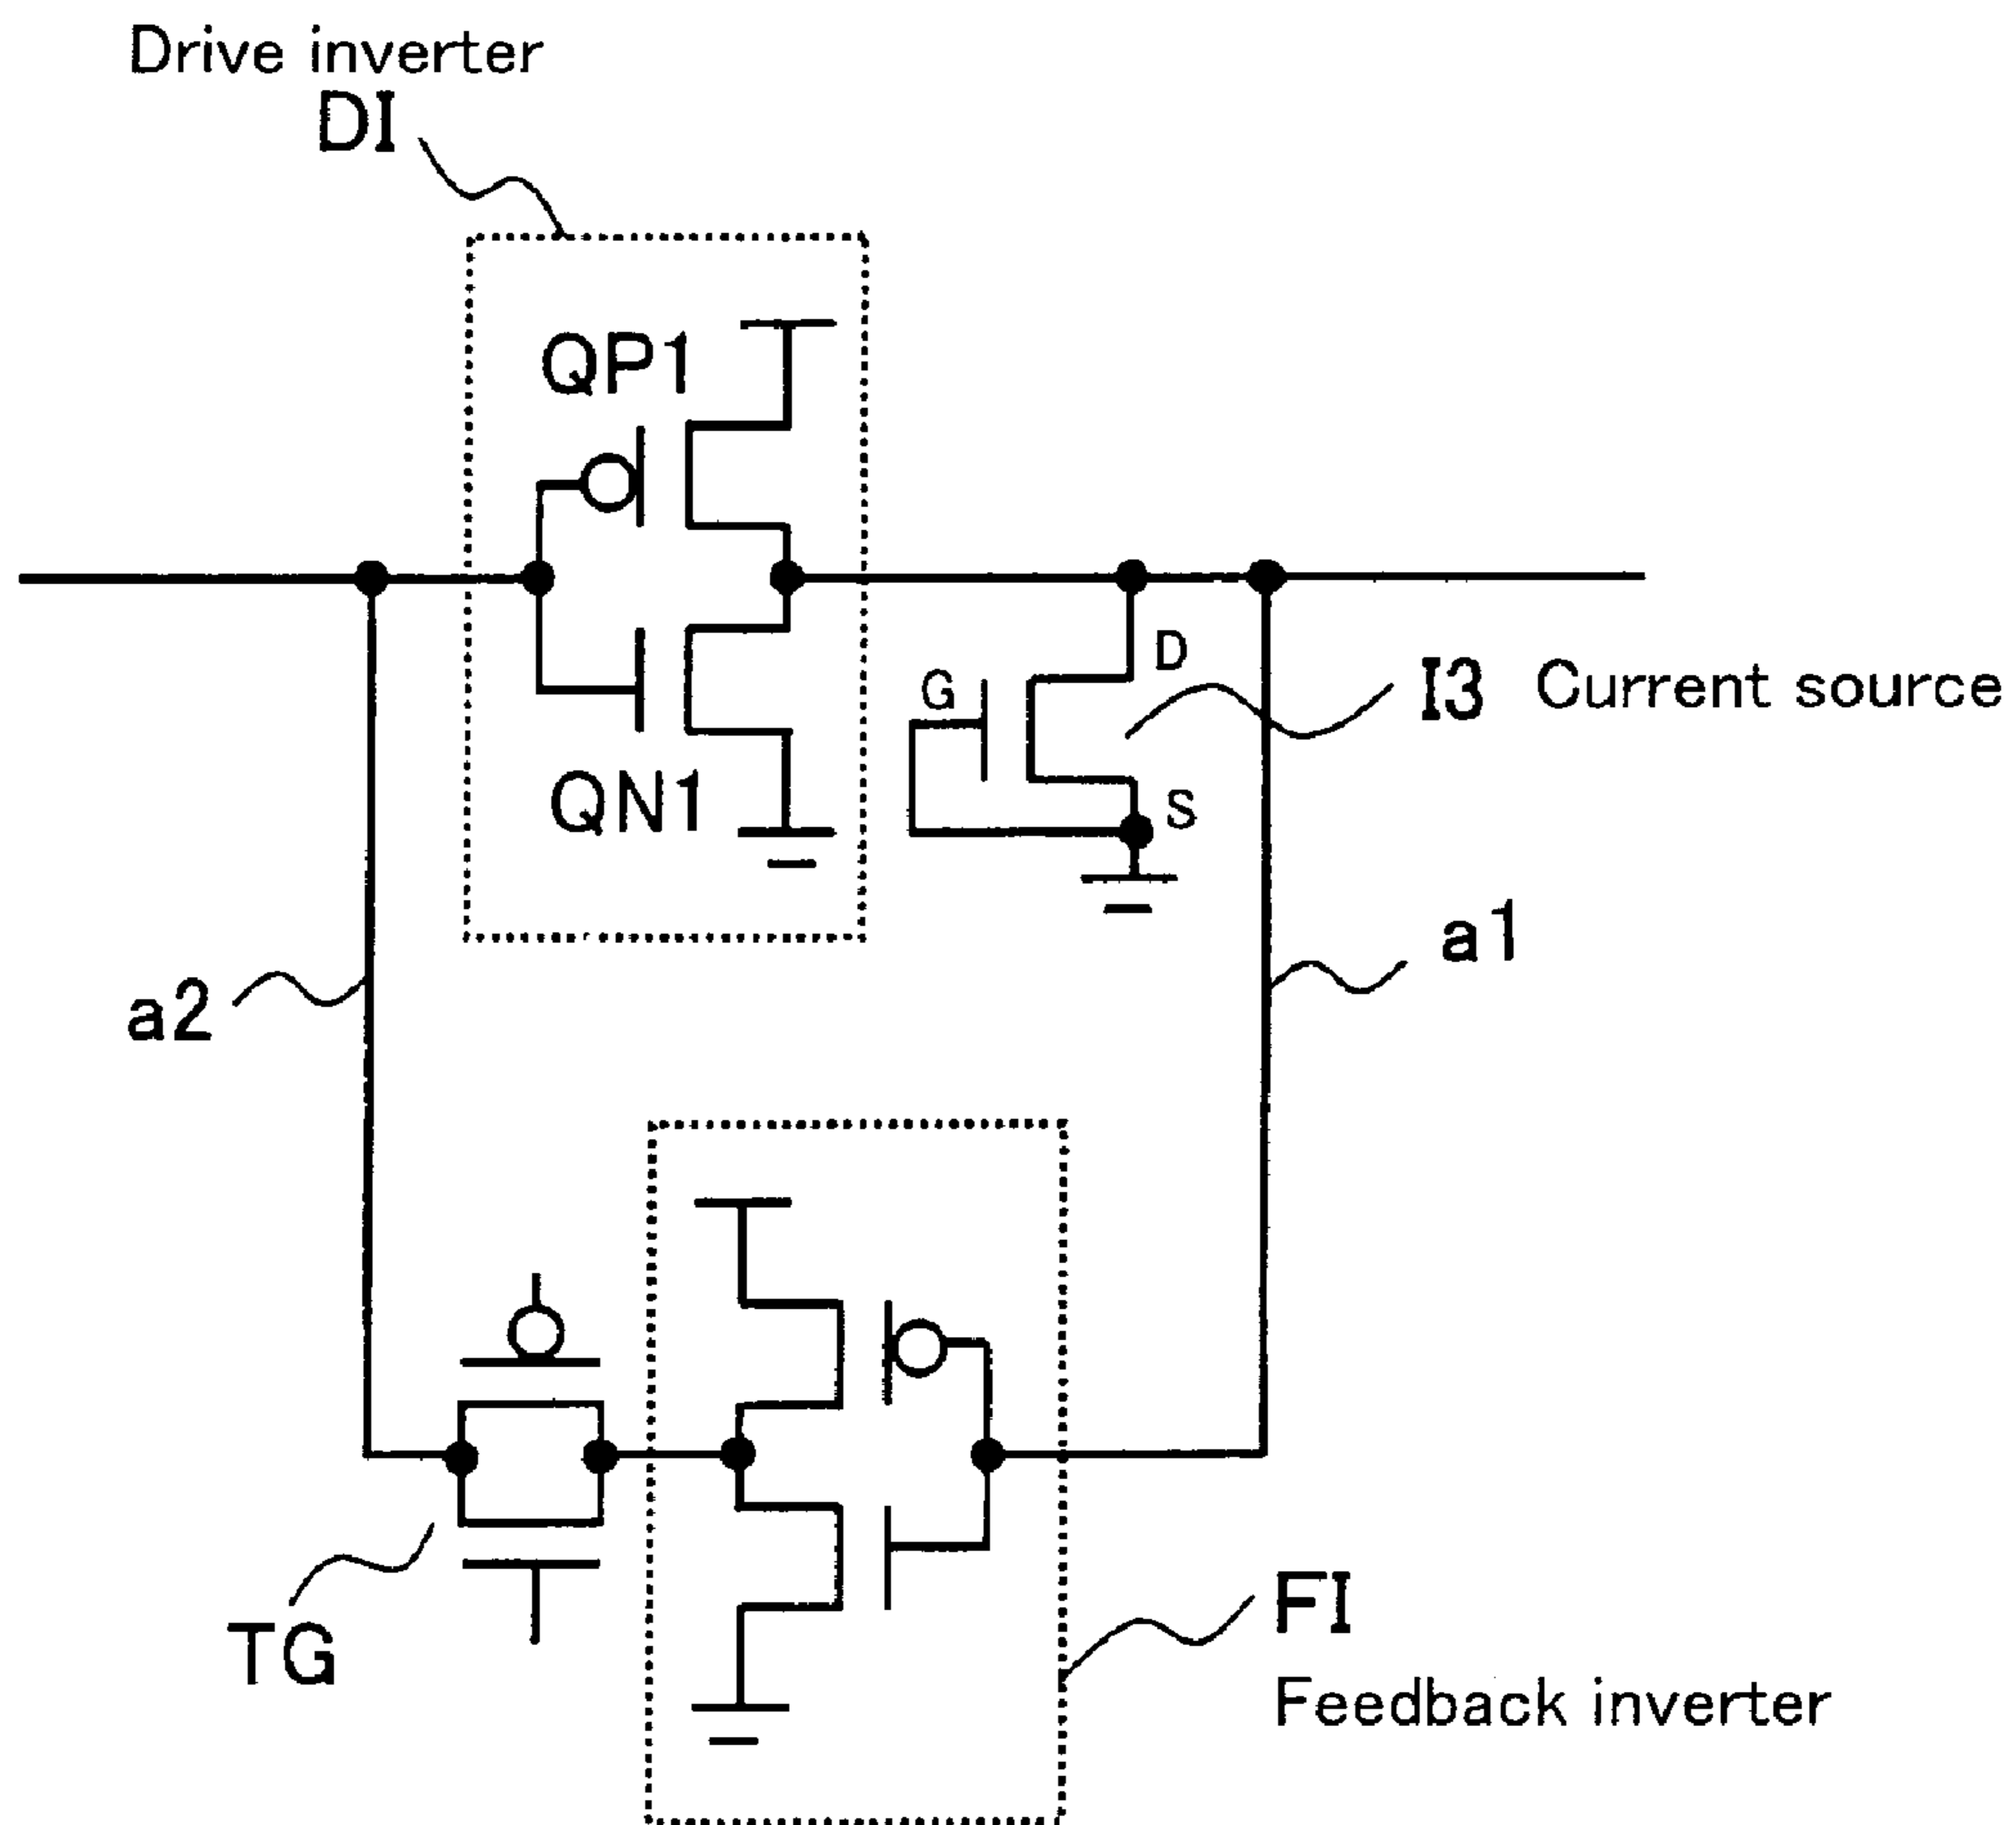 Drive inverter
DI
QP1
QN1
G
D
S
I3 Current source
a1
a2
TG
FI
Feedback inverter